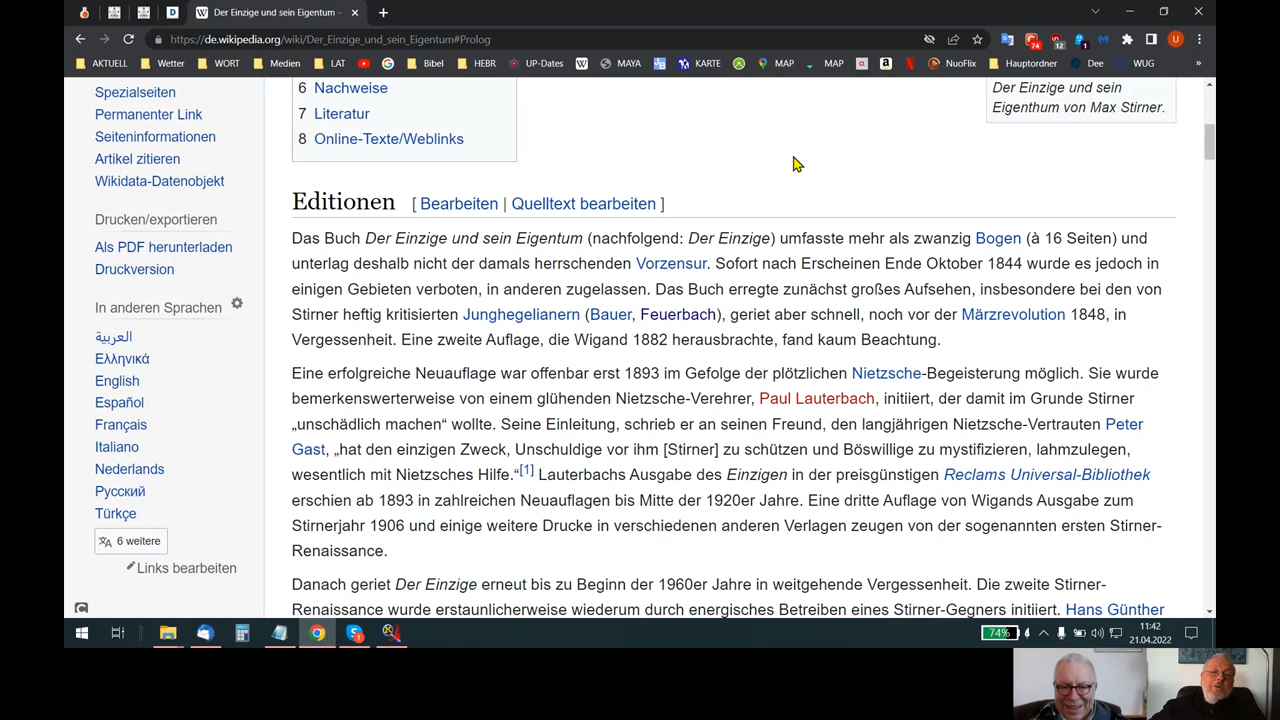 Der Einzige und sein Eigentum –
https://de.wikipedia.org/wiki/Der_Einzige_und_sein_Eigentum#Prolog
74
12
1
U
AKTUELL Wetter WORT Medien LAT Bibel HEBR UP-Dates MAYA KARTE MAP MAP NuoFlix Hauptordner Dee WUG »
Spezialseiten
Permanenter Link
Seiteninformationen
Artikel zitieren
Wikidata-Datenobjekt
Drucken/exportieren
Als PDF herunterladen
Druckversion
In anderen Sprachen
العربية
Ελληνικά
English
Español
Français
Italiano
Nederlands
Русский
Türkçe
6 weitere
Links bearbeiten
6 Nachweise
7 Literatur
8 Online-Texte/Weblinks
Der Einzige und sein
Eigenthum von Max Stirner.
Editionen [ Bearbeiten | Quelltext bearbeiten ]
Das Buch Der Einzige und sein Eigentum (nachfolgend: Der Einzige) umfasste mehr als zwanzig Bogen (à 16 Seiten) und
unterlag deshalb nicht der damals herrschenden Vorzensur. Sofort nach Erscheinen Ende Oktober 1844 wurde es jedoch in
einigen Gebieten verboten, in anderen zugelassen. Das Buch erregte zunächst großes Aufsehen, insbesondere bei den von
Stirner heftig kritisierten Junghegelianern (Bauer, Feuerbach), geriet aber schnell, noch vor der Märzrevolution 1848, in
Vergessenheit. Eine zweite Auflage, die Wigand 1882 herausbrachte, fand kaum Beachtung.
Eine erfolgreiche Neuauflage war offenbar erst 1893 im Gefolge der plötzlichen Nietzsche-Begeisterung möglich. Sie wurde
bemerkenswerterweise von einem glühenden Nietzsche-Verehrer, Paul Lauterbach, initiiert, der damit im Grunde Stirner
„unschädlich machen“ wollte. Seine Einleitung, schrieb er an seinen Freund, den langjährigen Nietzsche-Vertrauten Peter
Gast, „hat den einzigen Zweck, Unschuldige vor ihm [Stirner] zu schützen und Böswillige zu mystifizieren, lahmzulegen,
wesentlich mit Nietzsches Hilfe.“[1] Lauterbachs Ausgabe des Einzigen in der preisgünstigen Reclams Universal-Bibliothek
erschien ab 1893 in zahlreichen Neuauflagen bis Mitte der 1920er Jahre. Eine dritte Auflage von Wigands Ausgabe zum
Stirnerjahr 1906 und einige weitere Drucke in verschiedenen anderen Verlagen zeugen von der sogenannten ersten Stirner-
Renaissance.
Danach geriet Der Einzige erneut bis zu Beginn der 1960er Jahre in weitgehende Vergessenheit. Die zweite Stirner-
Renaissance wurde erstaunlicherweise wiederum durch energisches Betreiben eines Stirner-Gegners initiiert. Hans Günther
74%
11:42
21.04.2022